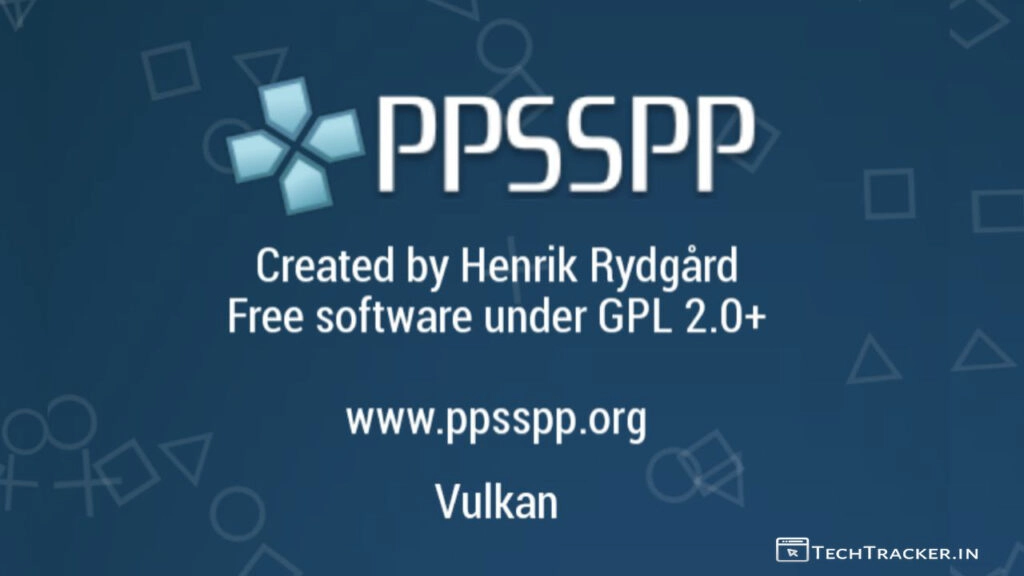 PPSSPP
Created by Henrik Rydgård
Free software under GPL 2.0+
www.ppsspp.org
Vulkan
TECHTRACKER.IN